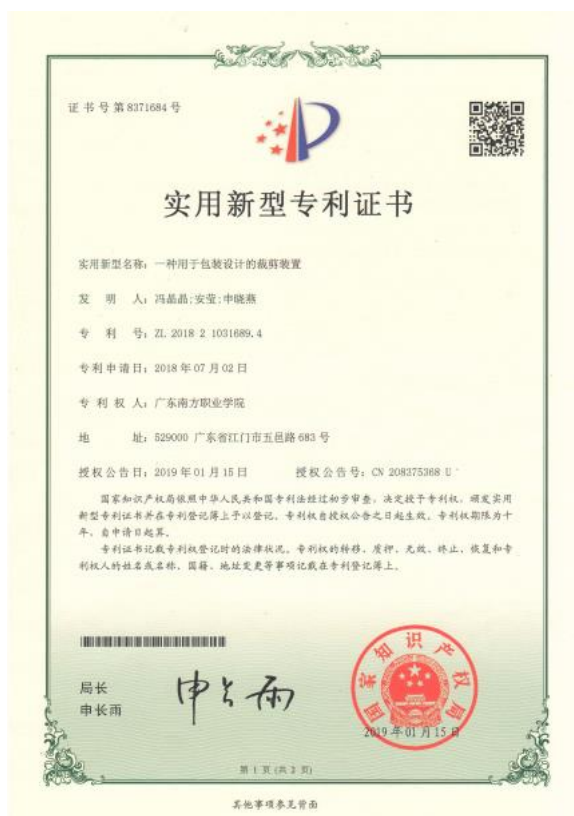 证书号第8371684号
实用新型专利证书
实用新型名称：一种用于包装设计的裁剪装置
发 明 人：冯晶晶;安莹;申晓燕
专 利 号：ZL 2018 2 1031689.4
专利申请日：2018年07月02日
专 利 权 人：广东南方职业学院
地 址：529000 广东省江门市五邑路683号
授权公告日：2019年01月15日 授权公告号：CN 208375368 U
国家知识产权局依照中华人民共和国专利法经过初步审查，决定授予专利权，颁发实用
新型专利证书并在专利登记簿上予以登记。专利权自授权公告之日起生效。专利权期限为十
年，自申请日起算。
专利证书记载专利权登记时的法律状况。专利权的转移、质押、无效、终止、恢复和专
利权人的姓名或名称、国籍、地址变更等事项记载在专利登记簿上。
局长
申长雨
申长雨
国家知识产权局
2019年01月15日
第 1 页 (共 2 页)
其他事项参见背面